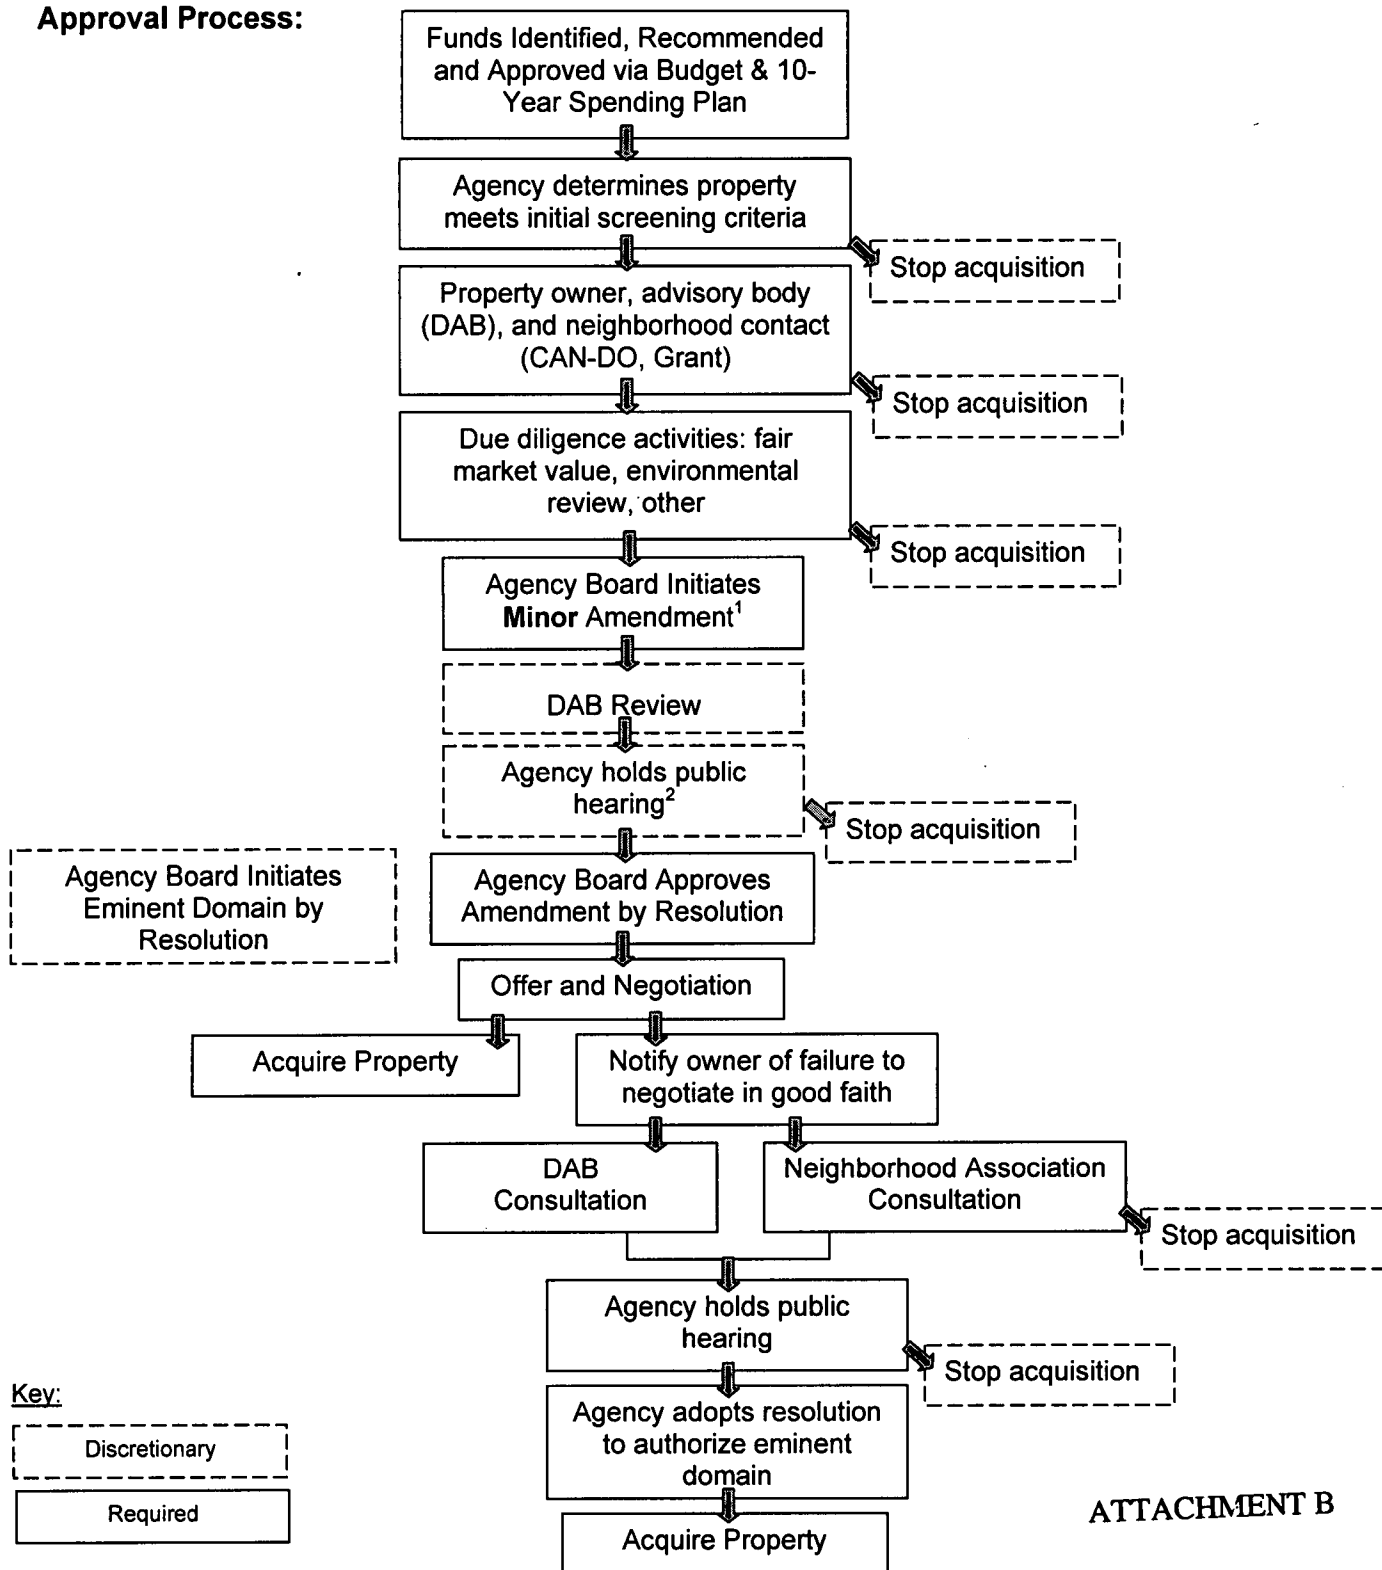 Approval Process:
Funds Identified, Recommended
and Approved via Budget & 10-
Year Spending Plan
Agency determines property
meets initial screening criteria
Stop acquisition
Property owner, advisory body
(DAB), and neighborhood contact
(CAN-DO, Grant)
Stop acquisition
Due diligence activities: fair
market value, environmental
review, other
Stop acquisition
Agency Board Initiates
Minor Amendment¹
DAB Review
Agency holds public
hearing²
Stop acquisition
Agency Board Initiates
Eminent Domain by
Resolution
Agency Board Approves
Amendment by Resolution
Offer and Negotiation
Acquire Property
Notify owner of failure to
negotiate in good faith
DAB
Consultation
Neighborhood Association
Consultation
Stop acquisition
Agency holds public
hearing
Stop acquisition
Agency adopts resolution
to authorize eminent
domain
Acquire Property
Key:
Discretionary
Required
ATTACHMENT B